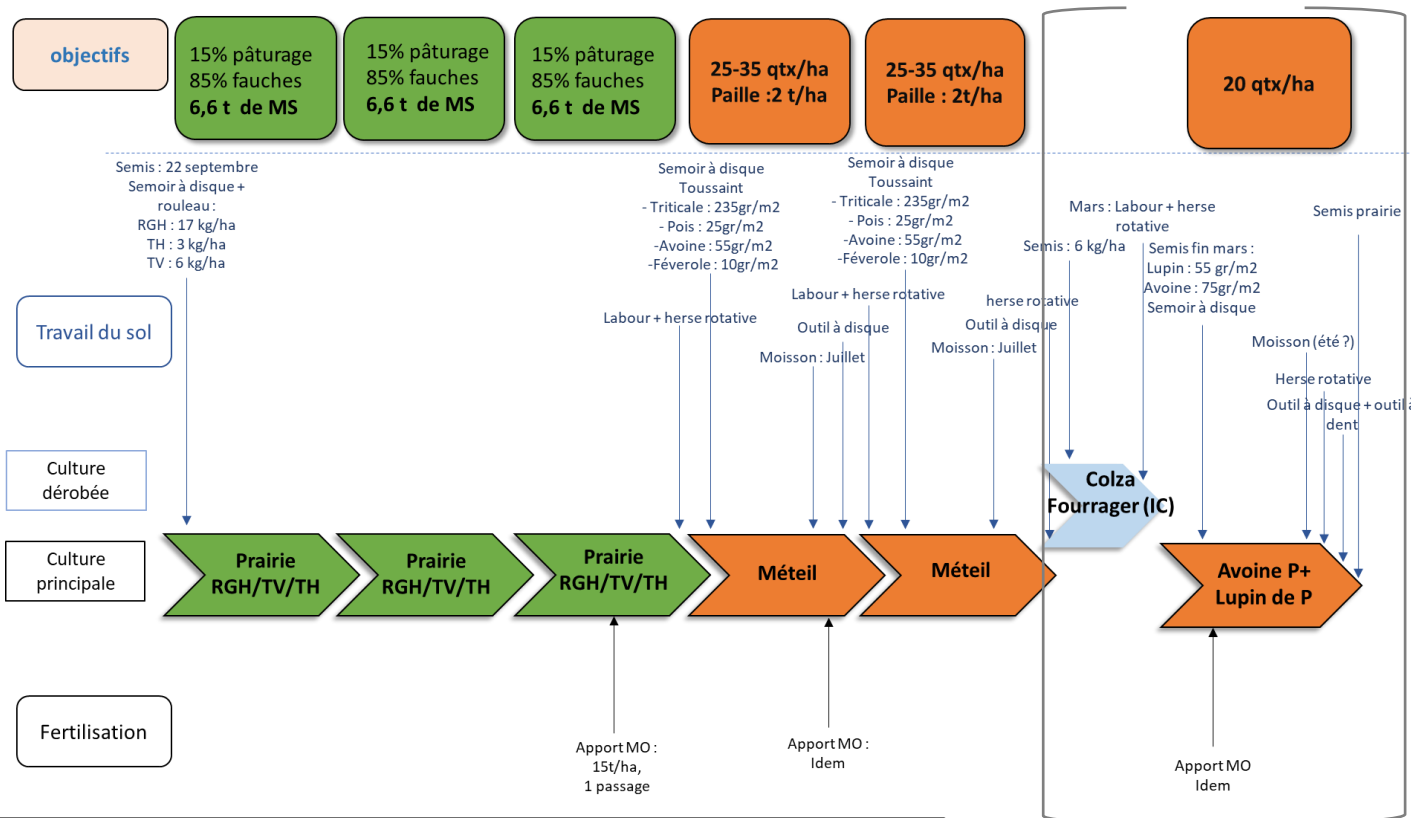 objectifs
15% pâturage
85% fauches
6,6 t  de MS
15% pâturage
85% fauches
6,6 t  de MS
15% pâturage
85% fauches
6,6 t  de MS
25-35 qtx/ha
Paille :2 t/ha
25-35 qtx/ha
Paille : 2t/ha
20 qtx/ha
Semis : 22 septembre
Semoir à disque +
rouleau :
RGH : 17 kg/ha
TH : 3 kg/ha
TV : 6 kg/ha
Semoir à disque
Toussaint
- Triticale : 235gr/m2
- Pois : 25gr/m2
-Avoine : 55gr/m2
-Féverole : 10gr/m2
Semoir à disque
Toussaint
- Triticale : 235gr/m2
- Pois : 25gr/m2
-Avoine : 55gr/m2
-Féverole : 10gr/m2
Mars : Labour + herse
rotative
Semis : 6 kg/ha
Semis fin mars :
Lupin : 55 gr/m2
Avoine : 75gr/m2
Semoir à disque
Semis prairie
Travail du sol
Labour + herse rotative
Labour + herse rotative
Outil à disque
Moisson : Juillet
herse rotative
Outil à disque
Moisson : Juillet
Moisson (été ?)
Herse rotative
Outil à disque + outil à
dent
Culture
dérobée
Colza
Fourrager (IC)
Culture
principale
Prairie
RGH/TV/TH
Prairie
RGH/TV/TH
Prairie
RGH/TV/TH
Méteil
Méteil
Avoine P+
Lupin de P
Fertilisation
Apport MO :
15t/ha,
1 passage
Apport MO :
Idem
Apport MO
Idem